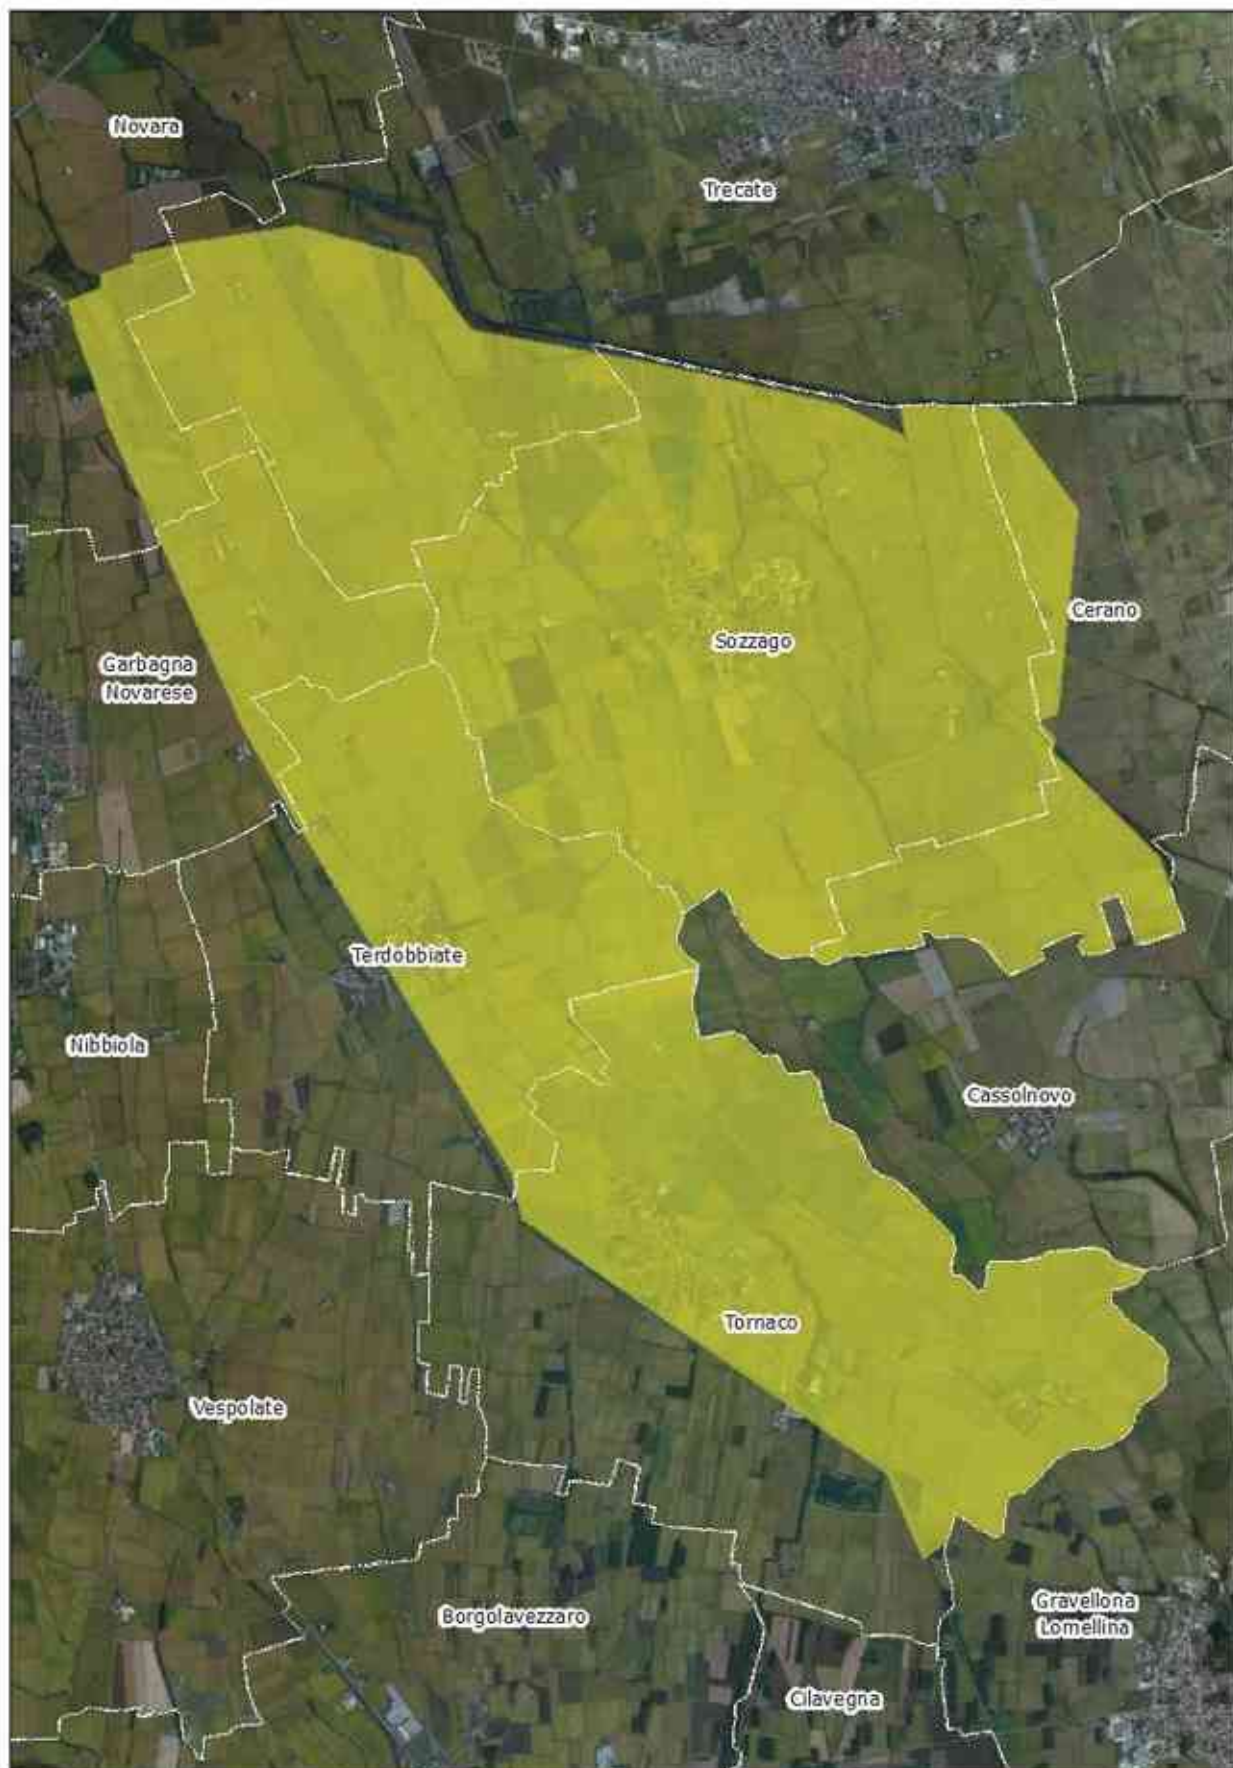 Novara
Trecate
Cerano
Sozzago
Garbagna
Novarese
Terdobbiate
Nibbiola
Cassolnovo
Tornaco
Vespolate
Gravellona
Lomellina
Borgolavezzaro
Cilavegna